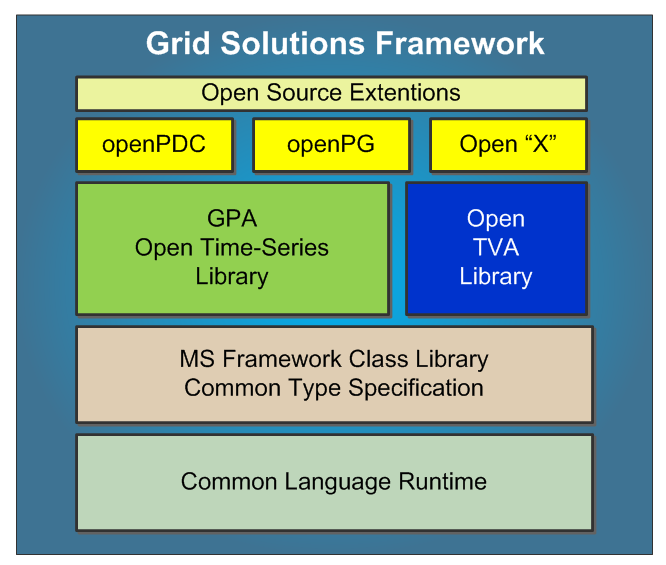 Grid Solutions Framework
Open Source Extentions
openPDC
openPG
Open “X”
GPA
Open Time-Series
Library
Open
TVA
Library
MS Framework Class Library
Common Type Specification
Common Language Runtime